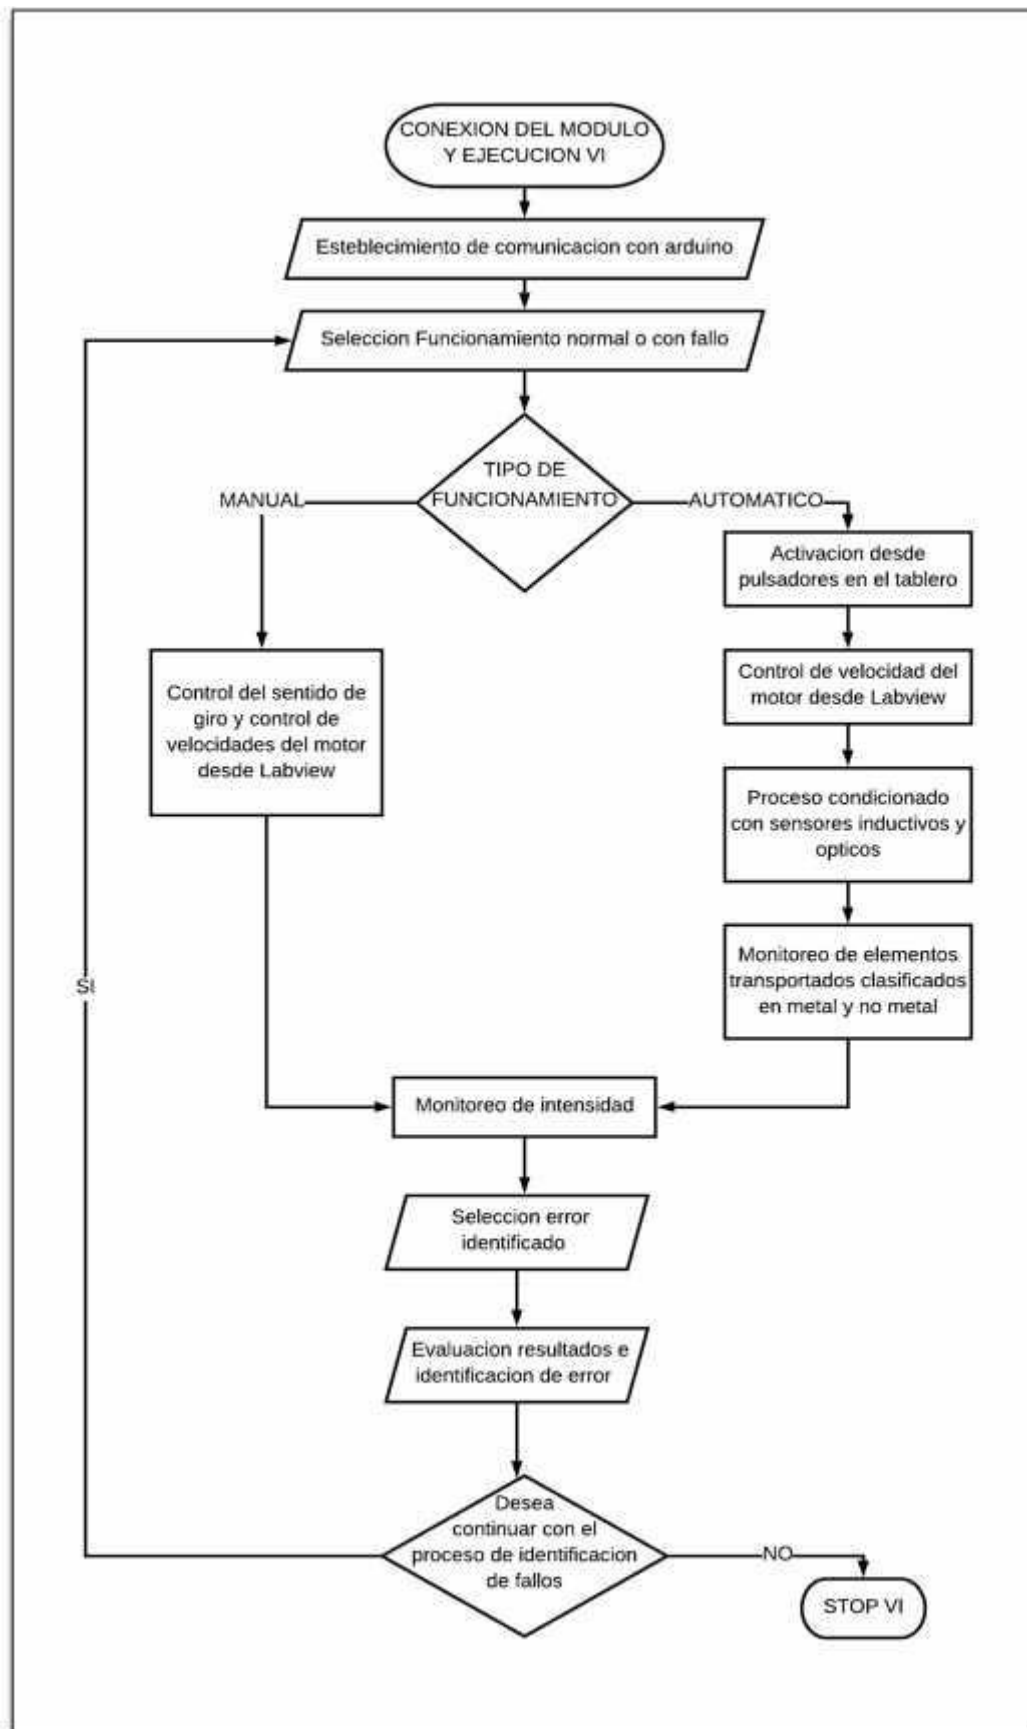 CONEXION DEL MODULO
Y EJECUCION VI
Esteblecimiento de comunicacion con arduino
Seleccion Funcionamiento normal o con fallo
TIPO DE
FUNCIONAMIENTO
MANUAL
AUTOMATICO
Activacion desde
pulsadores en el tablero
Control del sentido de
giro y control de
velocidades del motor
desde Labview
Control de velocidad del
motor desde Labview
Proceso condicionado
con sensores inductivos y
opticos
Monitoreo de elementos
transportados clasificados
en metal y no metal
SI
Monitoreo de intensidad
Seleccion error
identificado
Evaluacion resultados e
identificacion de error
Desea
continuar con el
proceso de identificacion
de fallos
NO
STOP VI